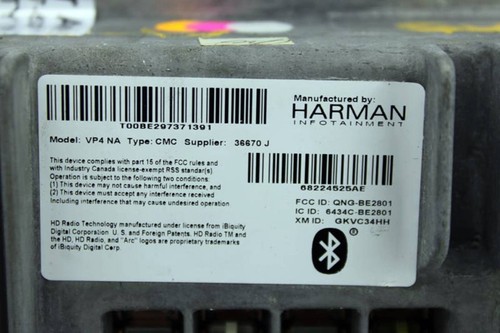 Manufactured by:
HARMAN
INFOTAINMENT
T00BE297371391
Model: VP4 NA Type: CMC Supplier: 36670 J
This device complies with part 15 of the FCC rules and
with Industry Canada license-exempt RSS standar(s).
Operation is subject to the following two conditions
(1) This device may not cause harmful interference, and
(2) This device must accept interference received
Including interference that may cause undesired operation
68224525AE
FCC ID: QNG-BE2801
IC ID: 6434C-BE2801
XM ID: GKVC34HH
HD Radio Technology manufactured under license from iBiquity
Digital Corporation. U.S. and Foreign Patents. HD Radio TM and
the HD, HD Radio, and "Arc" logos are proprietary trademarks
of iBiquity Digital Corp.